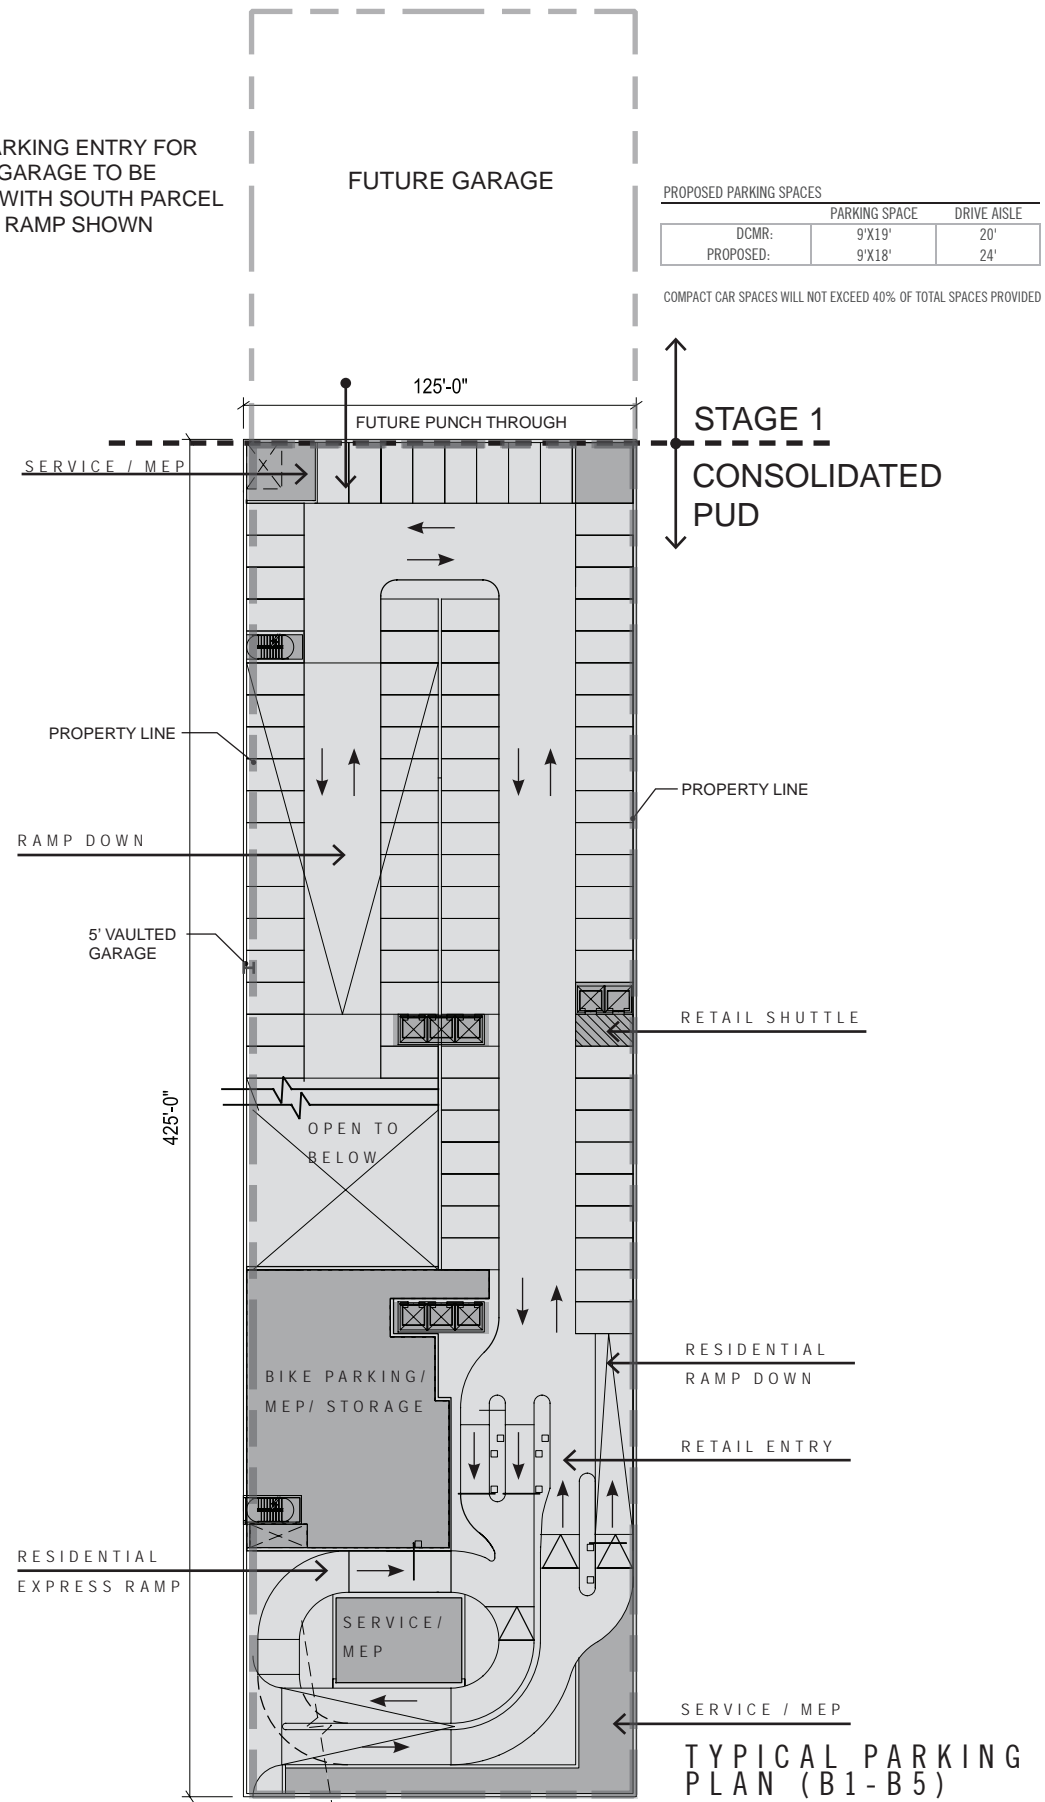 PARKING ENTRY FOR
GARAGE TO BE
WITH SOUTH PARCEL
RAMP SHOWN
FUTURE GARAGE
PROPOSED PARKING SPACES
PARKING SPACE DRIVE AISLE
DCMR: 9'X19' 20'
PROPOSED: 9'X18' 24'
COMPACT CAR SPACES WILL NOT EXCEED 40% OF TOTAL SPACES PROVIDED
125'-0"
FUTURE PUNCH THROUGH
STAGE 1
CONSOLIDATED
PUD
SERVICE / MEP
PROPERTY LINE
PROPERTY LINE
RAMP DOWN
5' VAULTED
GARAGE
RETAIL SHUTTLE
425'-0"
OPEN TO
BELOW
RESIDENTIAL
RAMP DOWN
BIKE PARKING/
MEP/ STORAGE
RETAIL ENTRY
RESIDENTIAL
EXPRESS RAMP
SERVICE/
MEP
SERVICE / MEP
TYPICAL PARKING
PLAN (B1-B5)